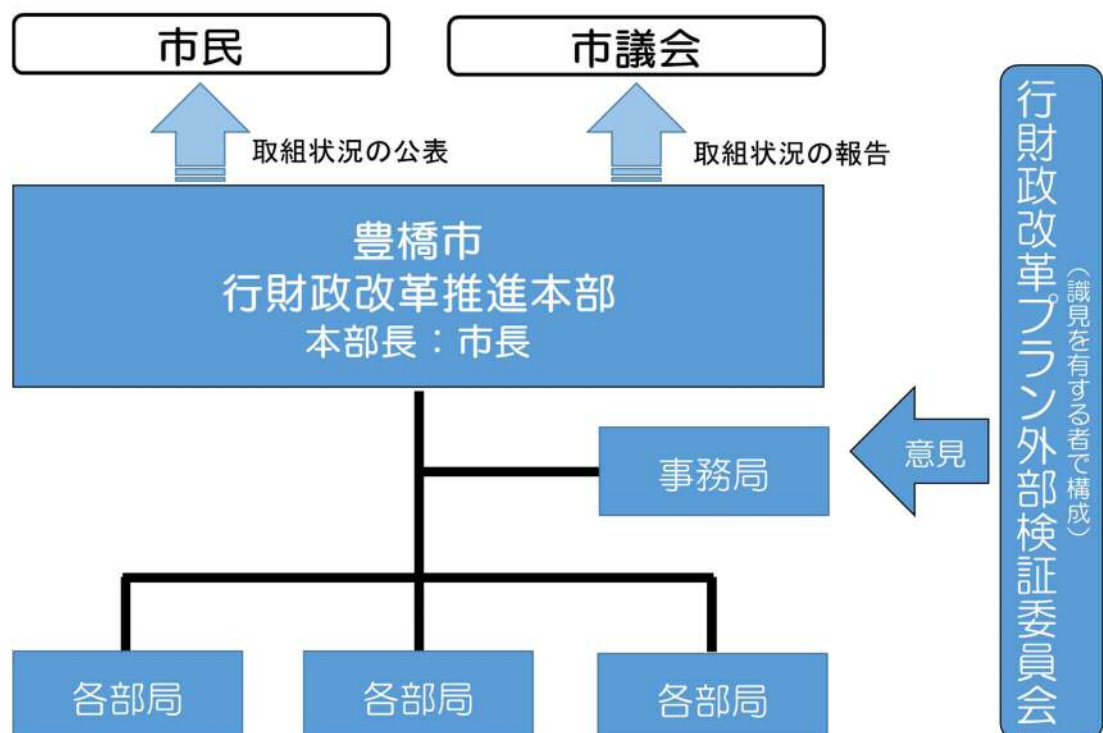 市民
市議会
取組状況の公表
取組状況の報告
豊橋市
行財政改革推進本部
本部長：市長
事務局
意見
行財政改革プラン外部検証委員会
（識見を有する者で構成）
各部局
各部局
各部局